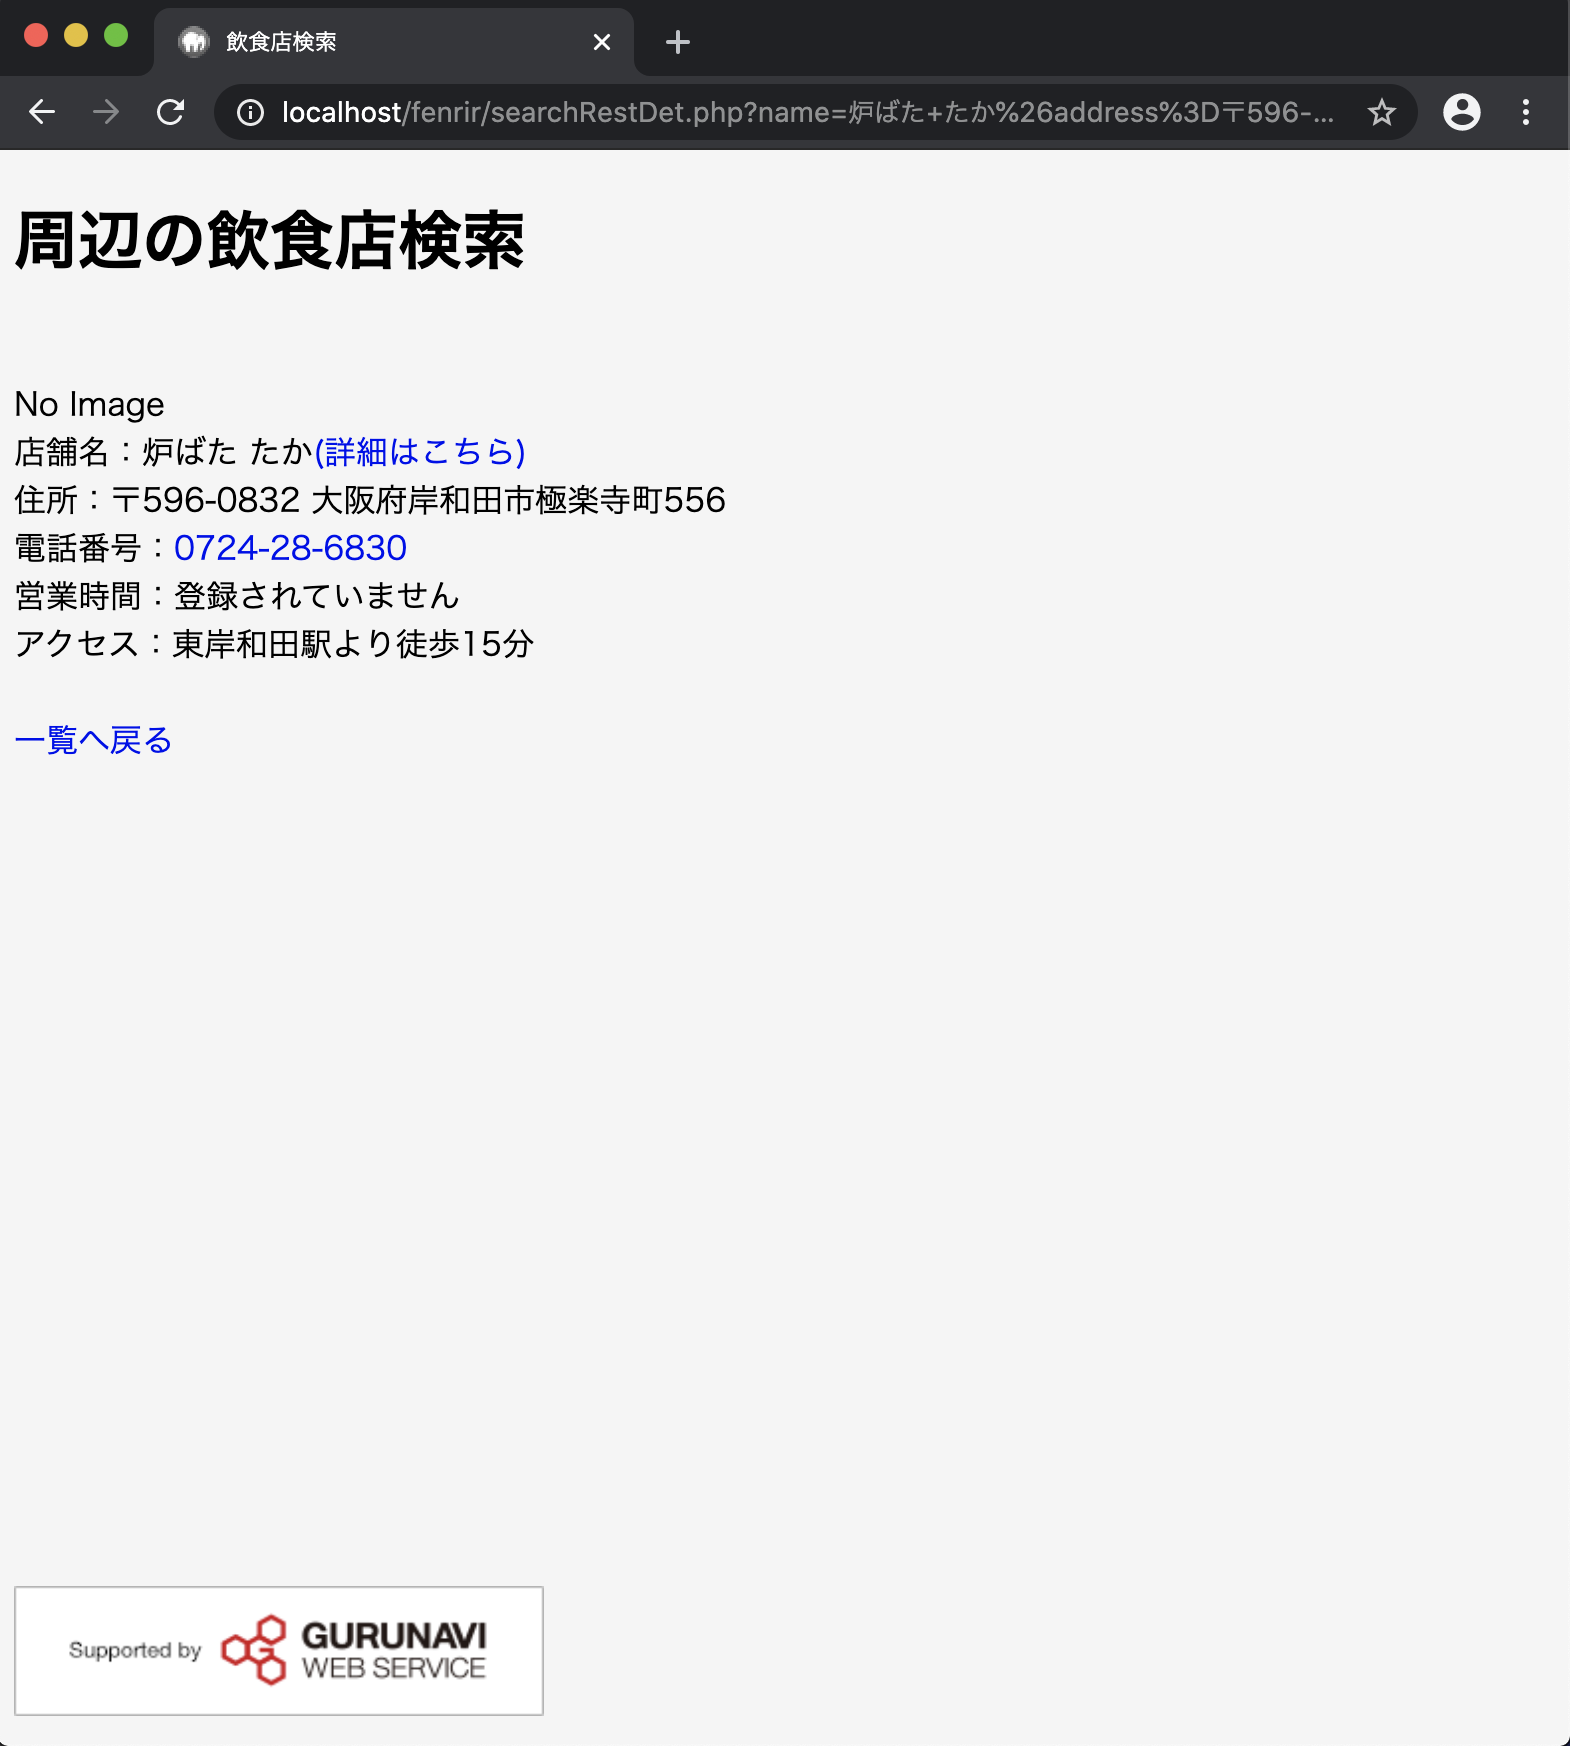 飲食店検索
localhost/fenrir/searchRestDet.php?name=炉ばた+たか%26address%3D〒596-...
周辺の飲食店検索
No Image
店舗名：炉ばた たか(詳細はこちら)
住所：〒596-0832 大阪府岸和田市極楽寺町556
電話番号：0724-28-6830
営業時間：登録されていません
アクセス：東岸和田駅より徒歩15分
一覧へ戻る
Supported by GURUNAVI
WEB SERVICE